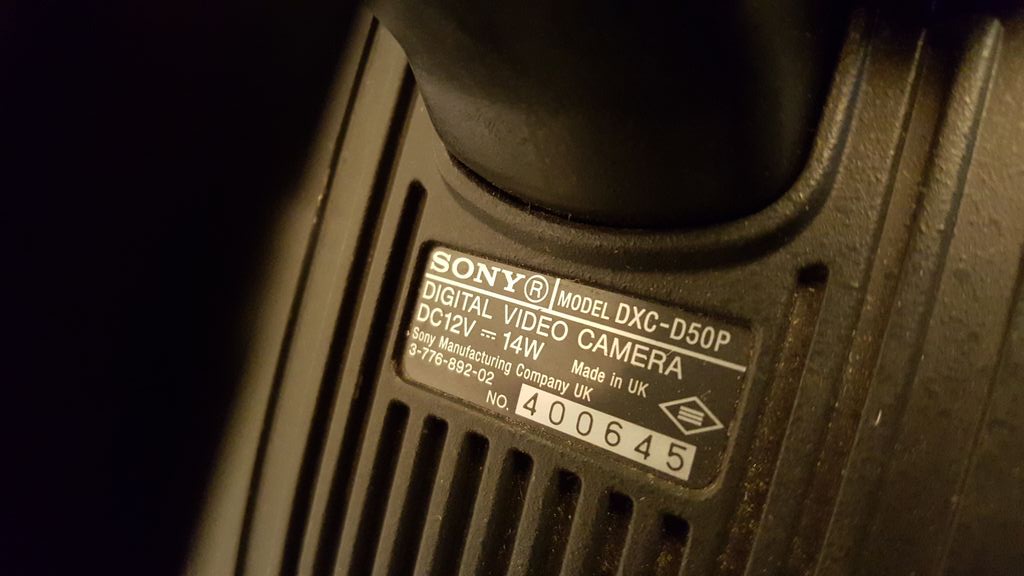 SONY® MODEL DXC-D50P
DIGITAL VIDEO CAMERA
DC12V ⎓ 14W Made in UK
Sony Manufacturing Company UK
3-776-892-02
NO. 400645